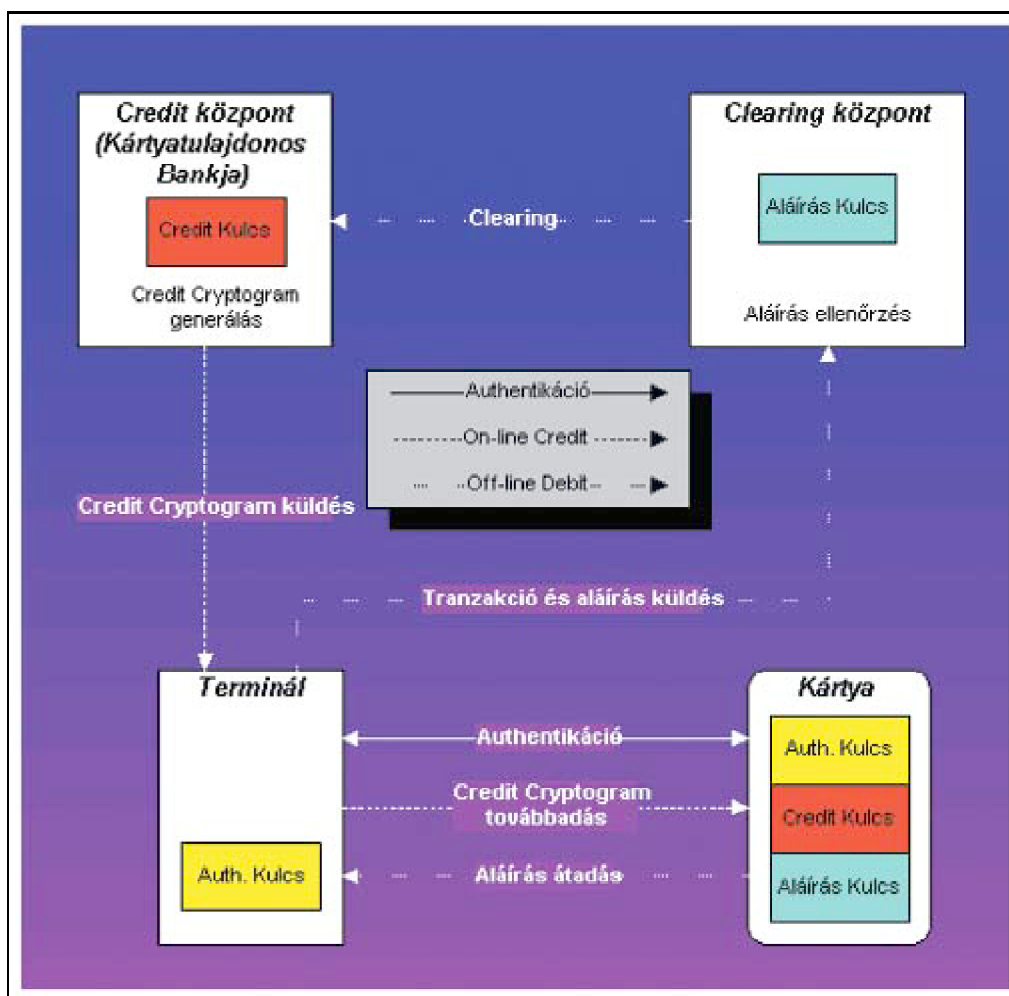 Credit központ
(Kártyatulajdonos
Bankja)
Credit Kulcs
Credit Cryptogram
generálás
Clearing
Clearing központ
Aláírás Kulcs
Aláírás ellenőrzés
Authentikáció
On-line Credit
Off-line Debit
Credit Cryptogram küldés
Tranzakció és aláírás küldés
Terminál
Auth. Kulcs
Authentikáció
Credit Cryptogram
továbbadás
Aláírás átadás
Kártya
Auth. Kulcs
Credit Kulcs
Aláírás Kulcs